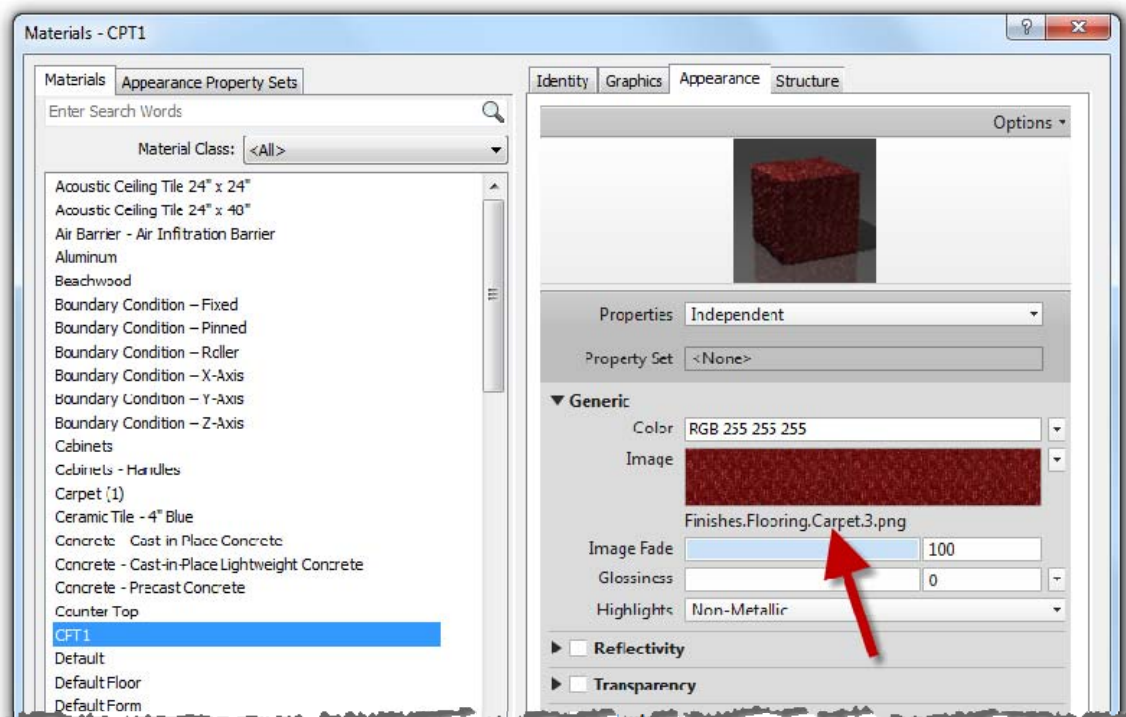 Materials - CPT1
Materials
Appearance Property Sets
Enter Search Words
Material Class: <All>
Acoustic Ceiling Tile 24" x 24"
Acoustic Ceiling Tile 24" x 48"
Air Barrier - Air Infitration Barrier
Aluminum
Beachwood
Boundary Condition – Fixed
Boundary Condition – Pinned
Boundary Condition – Roller
Boundary Condition – X-Axis
Boundary Condition – Y-Axis
Boundary Condition – Z-Axis
Cabinets
Cabinets - Handles
Carpet (1)
Ceramic Tile - 4" Blue
Concrete - Cast-in-Place Concrete
Concrete - Cast-in-Place Lightweight Concrete
Concrete - Precast Concrete
Counter Top
CPT1
Default
Default Floor
Default Form
Identity
Graphics
Appearance
Structure
Options
Properties Independent
Property Set <None>
Generic
Color RGB 255 255 255
Image
Finishes.Flooring.Carpet.3.png
Image Fade 100
Glossiness 0
Highlights Non-Metallic
Reflectivity
Transparency